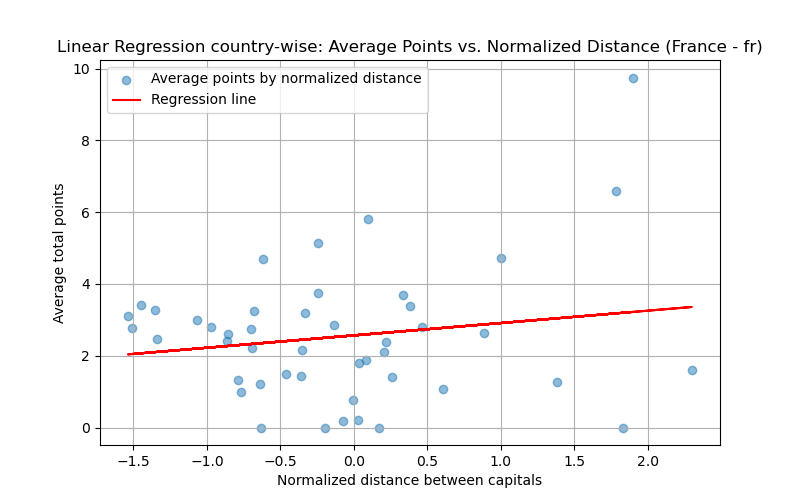 Linear Regression country-wise: Average Points vs. Normalized Distance (France - fr)
Average points by normalized distance
Regression line
10
8
6
4
2
0
Average total points
−1.5 −1.0 −0.5 0.0 0.5 1.0 1.5 2.0
Normalized distance between capitals